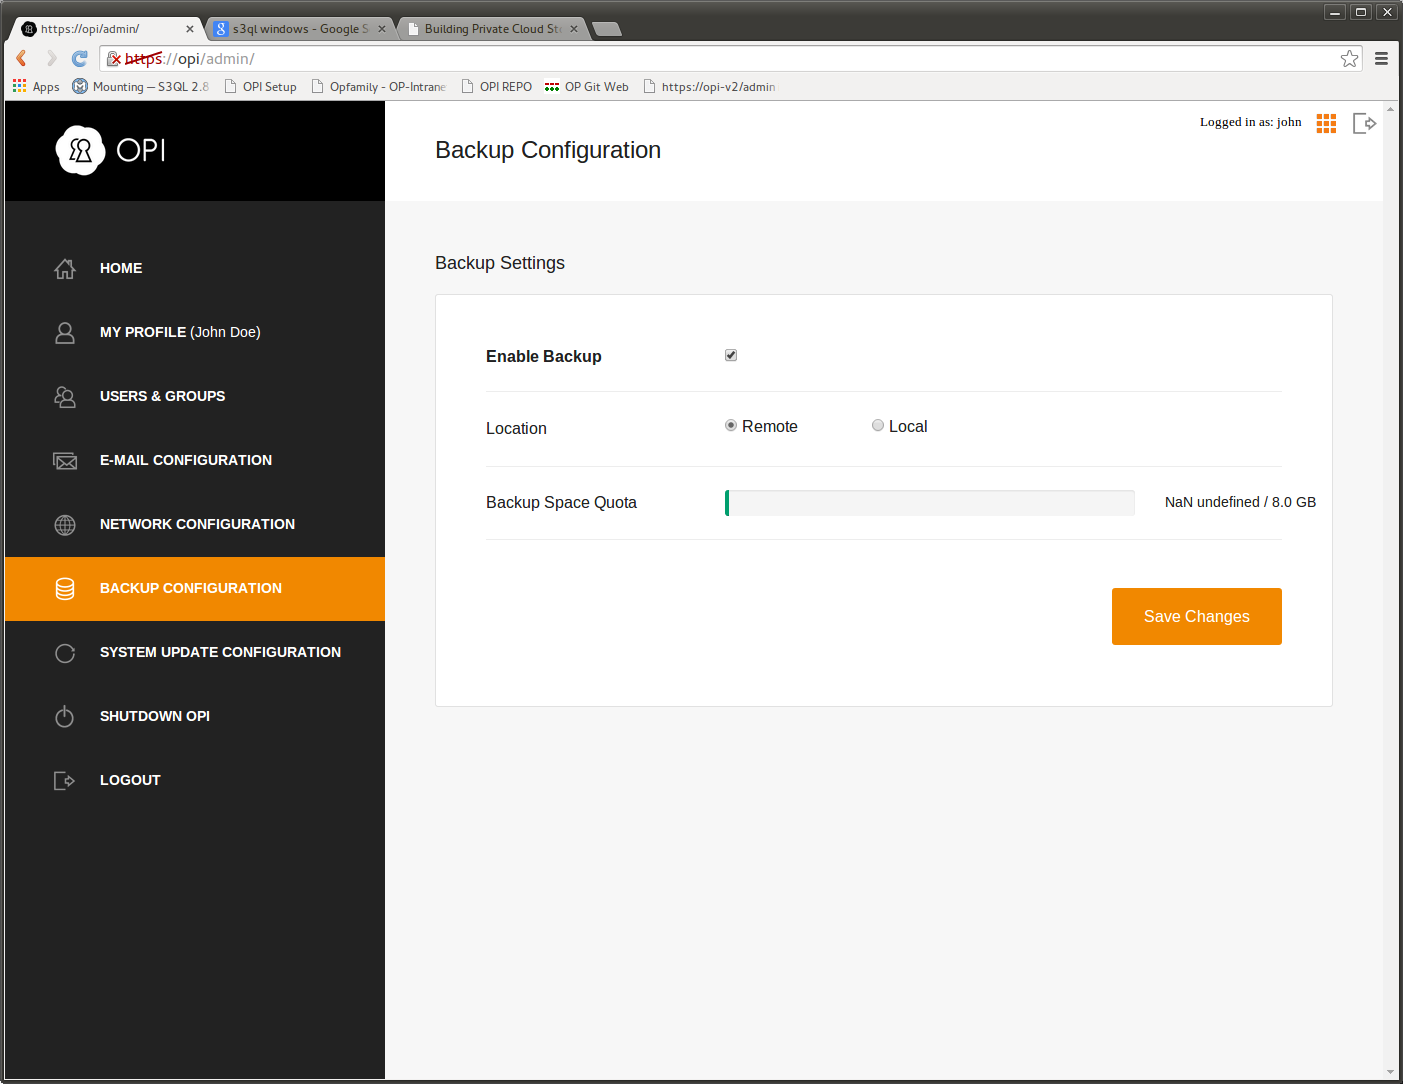 https://opi/admin/
s3ql windows - Google S
Building Private Cloud St
https://opi/admin/
Apps
Mounting — S3QL 2.8
OPI Setup
Opfamily - OP-Intrane
OPI REPO
OP Git Web
https://opi-v2/admin
OPI
Logged in as: john
Backup Configuration
HOME
MY PROFILE (John Doe)
USERS & GROUPS
E-MAIL CONFIGURATION
NETWORK CONFIGURATION
BACKUP CONFIGURATION
SYSTEM UPDATE CONFIGURATION
SHUTDOWN OPI
LOGOUT
Backup Settings
Enable Backup
Location
Remote
Local
Backup Space Quota
NaN undefined / 8.0 GB
Save Changes